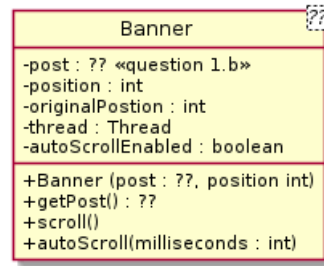 ??
Banner
-post : ?? «question 1.b»
-position : int
-originalPostion : int
-thread : Thread
-autoScrollEnabled : boolean
+Banner (post : ??, position int)
+getPost() : ??
+scroll()
+autoScroll(milliseconds : int)